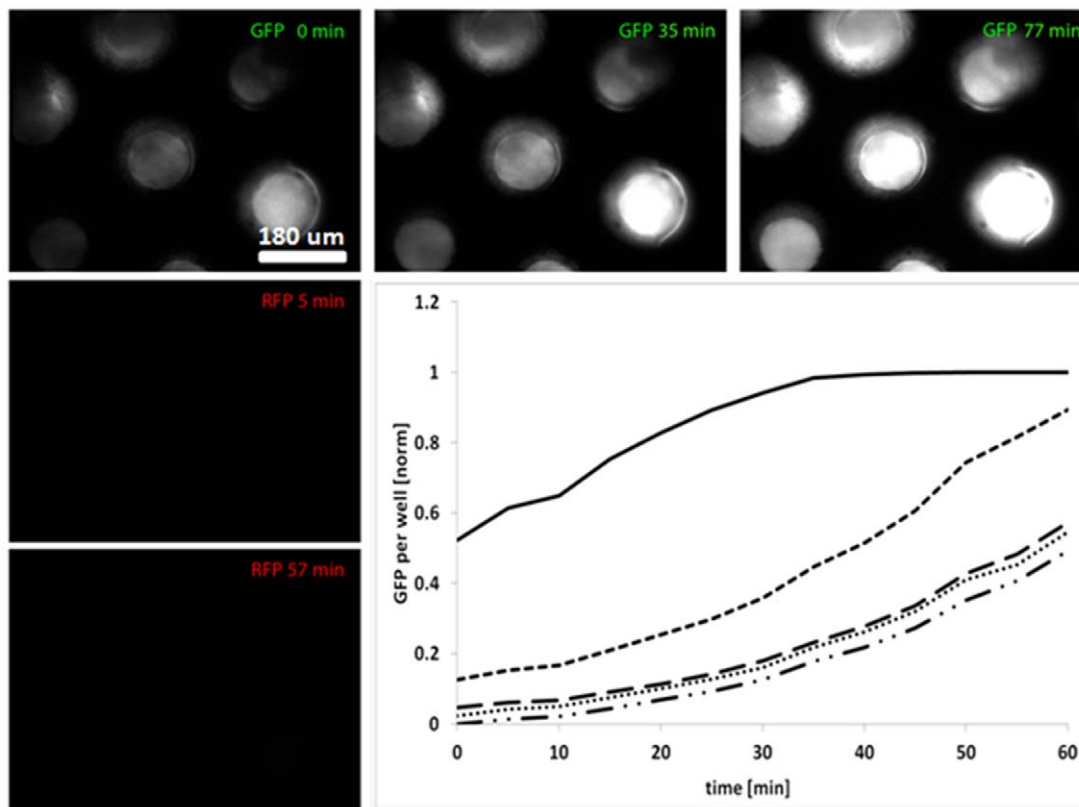 GFP 0 min
GFP 35 min
GFP 77 min
180 um
RFP 5 min
RFP 57 min
1.2
1
0.8
0.6
0.4
0.2
0
GFP per well [norm]
0 10 20 30 40 50 60
time [min]